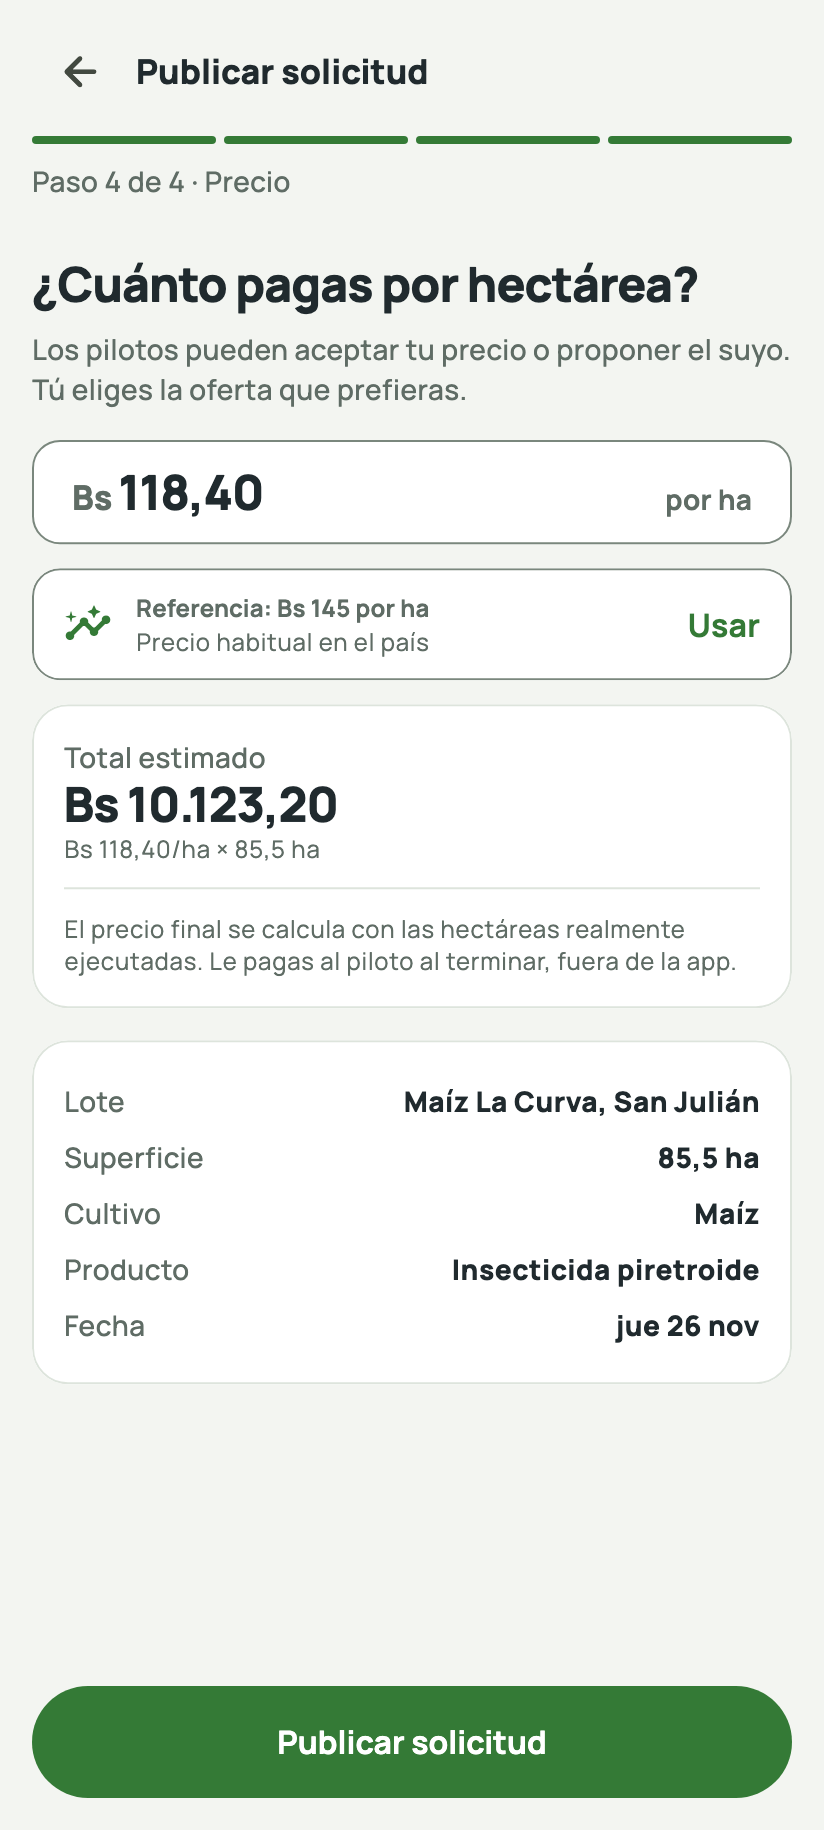 Publicar solicitud
Paso 4 de 4 · Precio
¿Cuánto pagas por hectárea?
Los pilotos pueden aceptar tu precio o proponer el suyo.
Tú eliges la oferta que prefieras.
Bs 118,40 por ha
Referencia: Bs 145 por ha
Precio habitual en el país
Usar
Total estimado
Bs 10.123,20
Bs 118,40/ha × 85,5 ha
El precio final se calcula con las hectáreas realmente
ejecutadas. Le pagas al piloto al terminar, fuera de la app.
Lote Maíz La Curva, San Julián
Superficie 85,5 ha
Cultivo Maíz
Producto Insecticida piretroide
Fecha jue 26 nov
Publicar solicitud